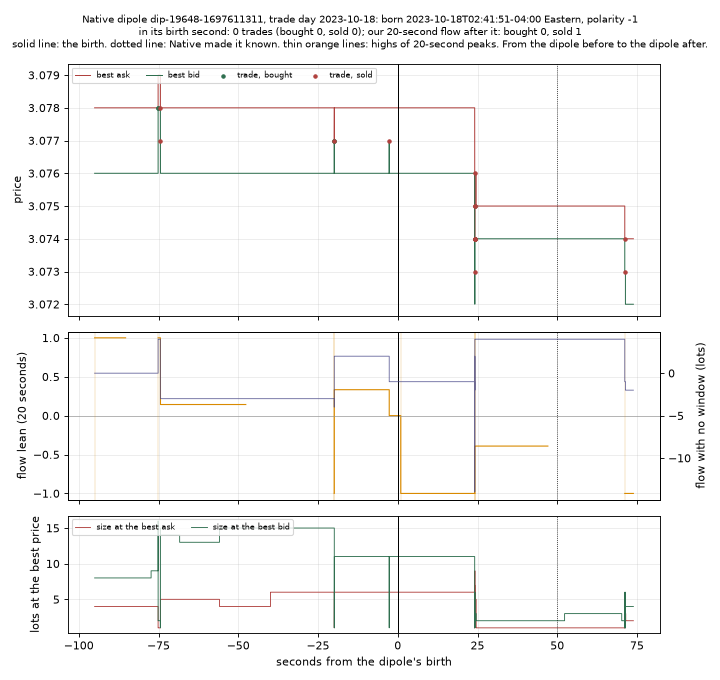 Native dipole dip-19648-1697611311, trade day 2023-10-18: born 2023-10-18T02:41:51-04:00 Eastern, polarity -1
in its birth second: 0 trades (bought 0, sold 0); our 20-second flow after it: bought 0, sold 1
solid line: the birth. dotted line: Native made it known. thin orange lines: highs of 20-second peaks. From the dipole before to the dipole after.
best ask
best bid
trade, bought
trade, sold
3.079
3.078
3.077
3.076
3.075
3.074
3.073
3.072
price
1.0
0.5
0.0
−0.5
−1.0
flow lean (20 seconds)
0
−5
−10
flow with no window (lots)
size at the best ask
size at the best bid
15
10
5
lots at the best price
−100
−75
−50
−25
0
25
50
75
seconds from the dipole's birth